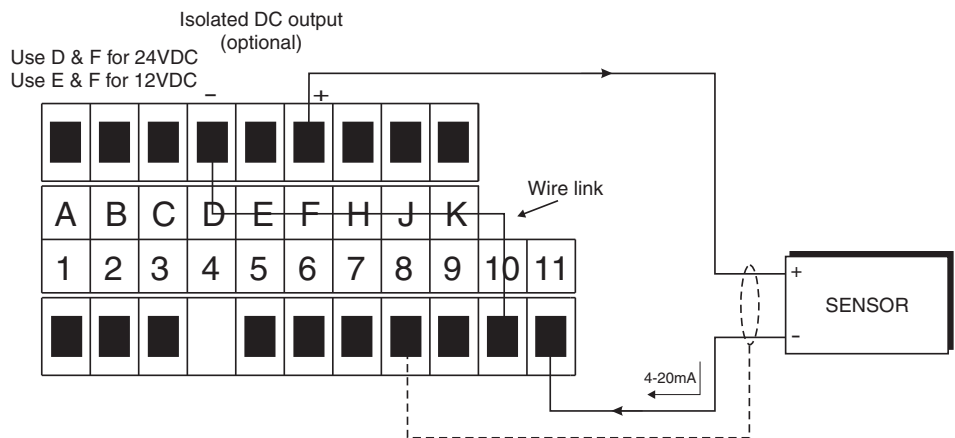 Isolated DC output
(optional)
Use D & F for 24VDC
Use E & F for 12VDC
- +
A B C D E F H J K
Wire link
1 2 3 4 5 6 7 8 9 10 11
+
SENSOR
-
4-20mA